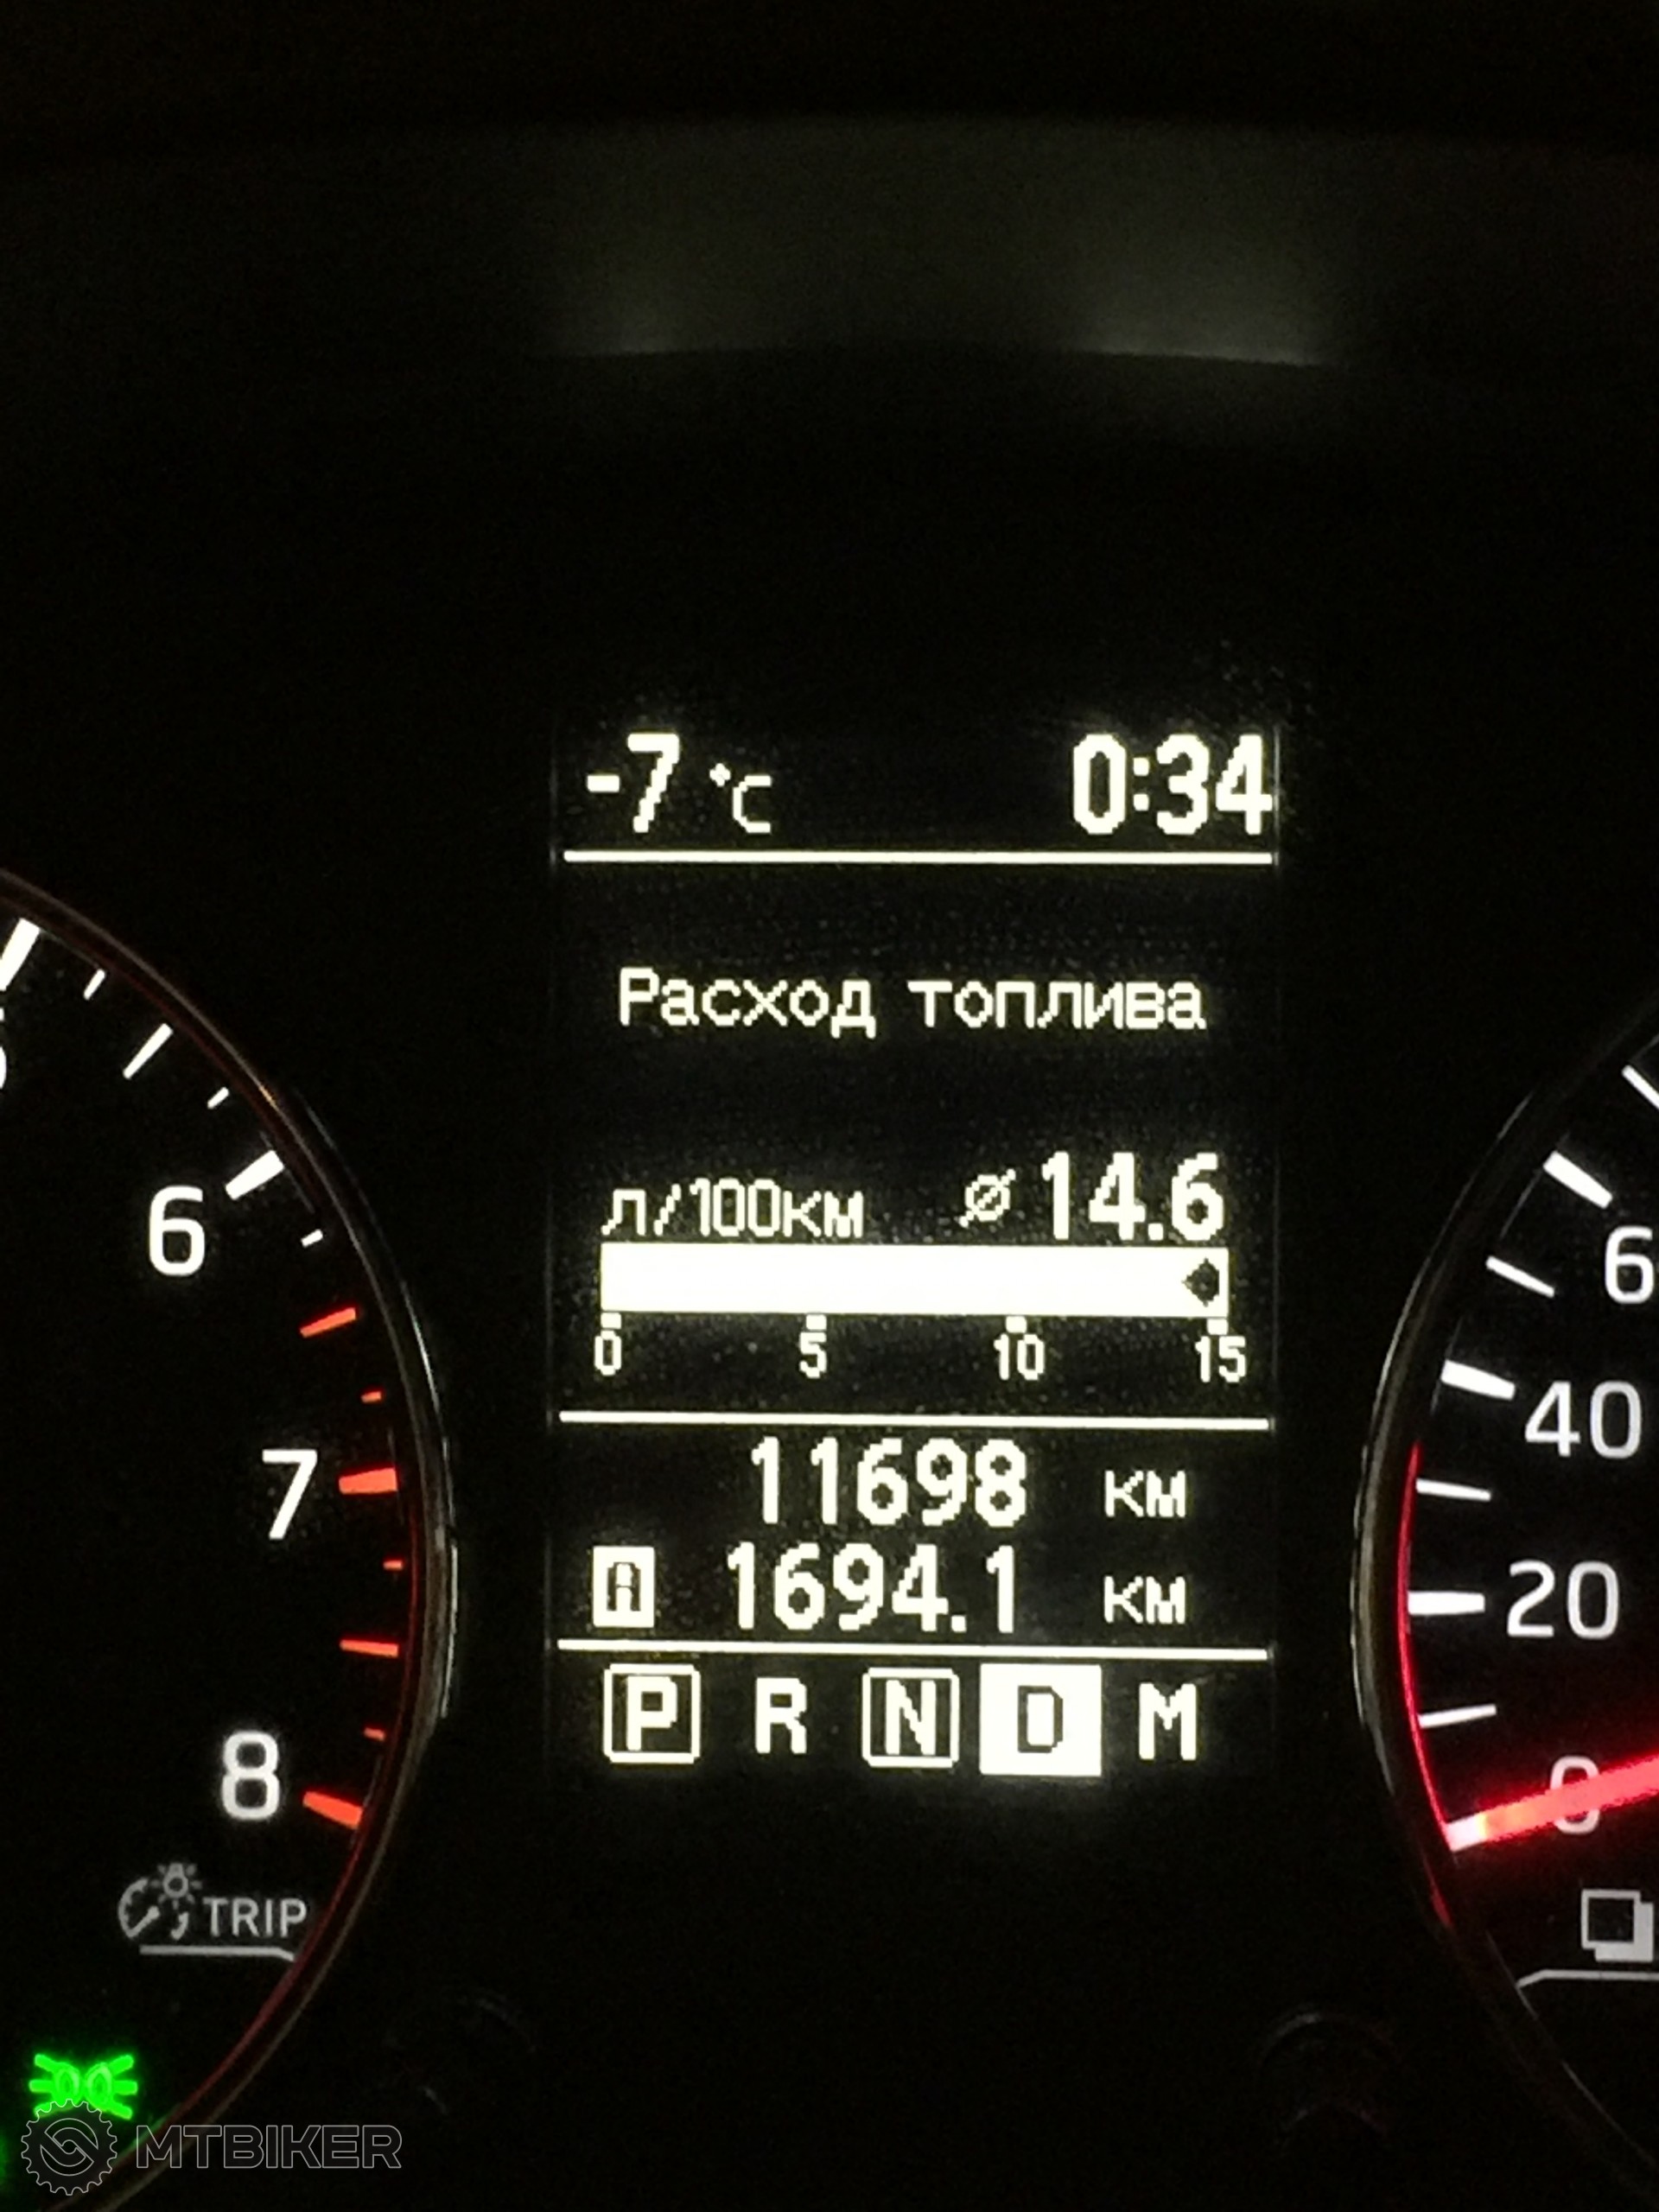 -7 °C 0:34
Расход топлива
л/100км ⌀ 14.6
0 5 10 15
11698 км
A 1694.1 км
P R N D M
6
7
8
TRIP
6
40
20
0
MTBIKER